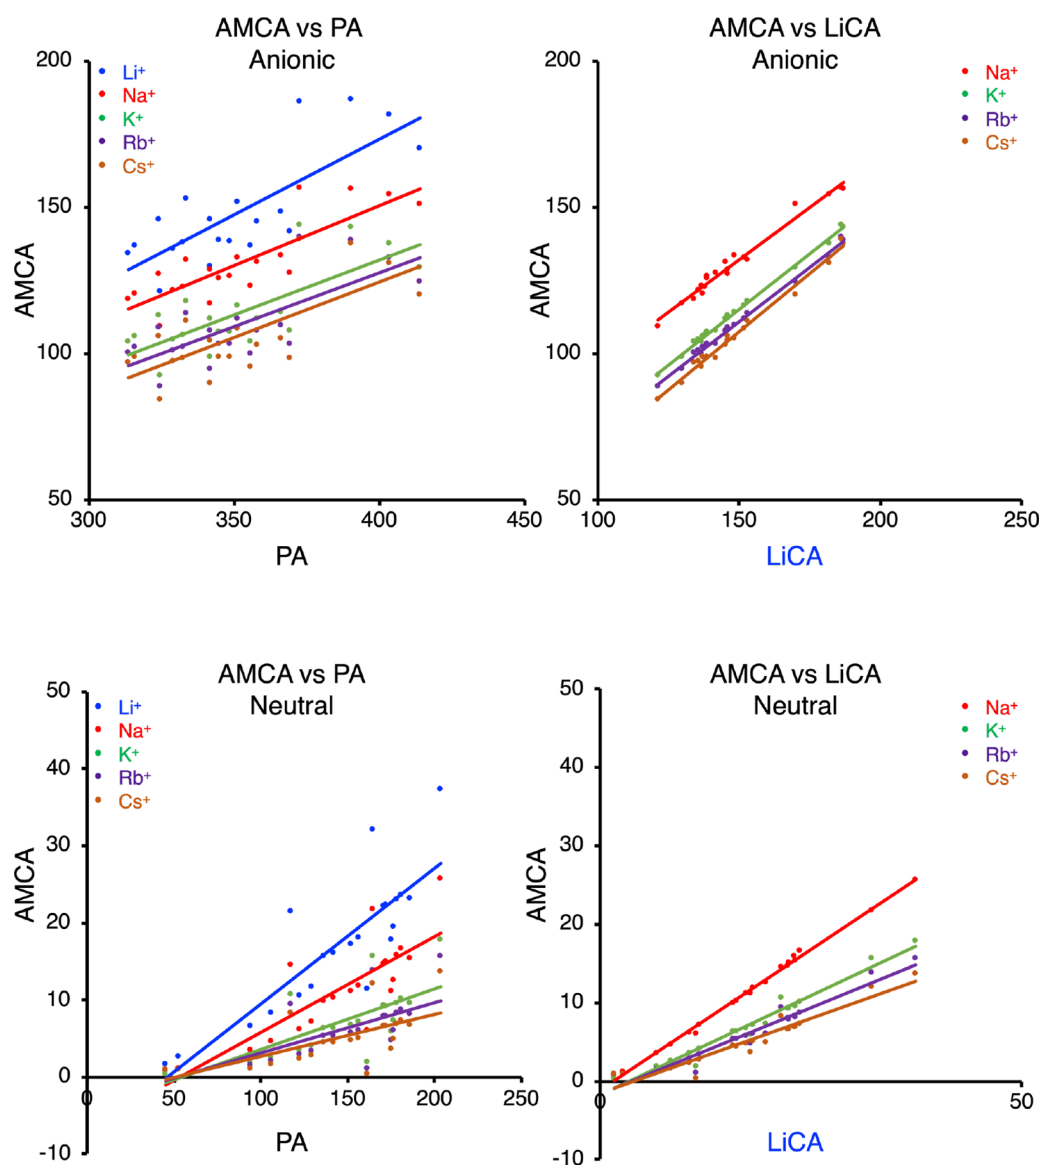 AMCA vs PA
Anionic
200
150
100
50
AMCA
Li⁺
Na⁺
K⁺
Rb⁺
Cs⁺
300
350
400
450
PA
AMCA vs LiCA
Anionic
200
150
100
50
AMCA
Na⁺
K⁺
Rb⁺
Cs⁺
100
150
200
250
LiCA
AMCA vs PA
Neutral
50
40
30
20
10
0
-10
AMCA
Li⁺
Na⁺
K⁺
Rb⁺
Cs⁺
0
50
100
150
200
250
PA
AMCA vs LiCA
Neutral
50
40
30
20
10
0
-10
AMCA
Na⁺
K⁺
Rb⁺
Cs⁺
0
50
LiCA